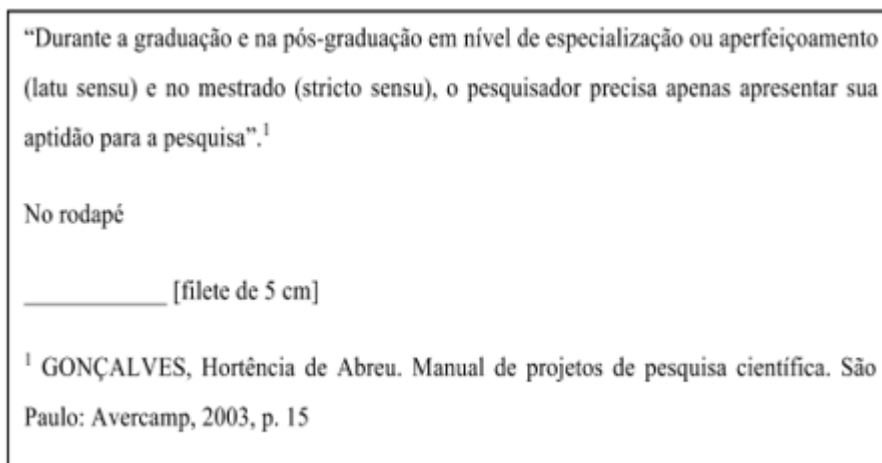 “Durante a graduação e na pós-graduação em nível de especialização ou aperfeiçoamento
(latu sensu) e no mestrado (stricto sensu), o pesquisador precisa apenas apresentar sua
aptidão para a pesquisa”.¹
No rodapé
____________ [filete de 5 cm]
¹ GONÇALVES, Hortência de Abreu. Manual de projetos de pesquisa científica. São
Paulo: Avercamp, 2003, p. 15